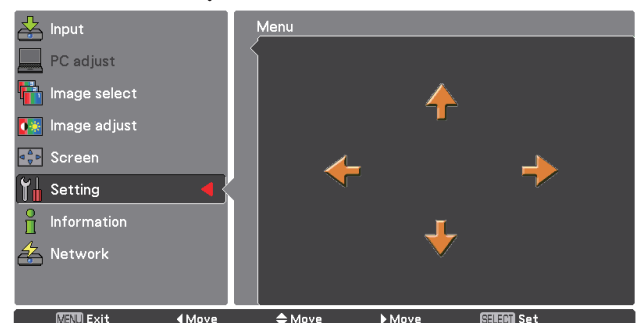 Input
PC adjust
Image select
Image adjust
Screen
Setting
Information
Network
Menu
MENU Exit ◀Move ◆Move ▶Move SELECT Set